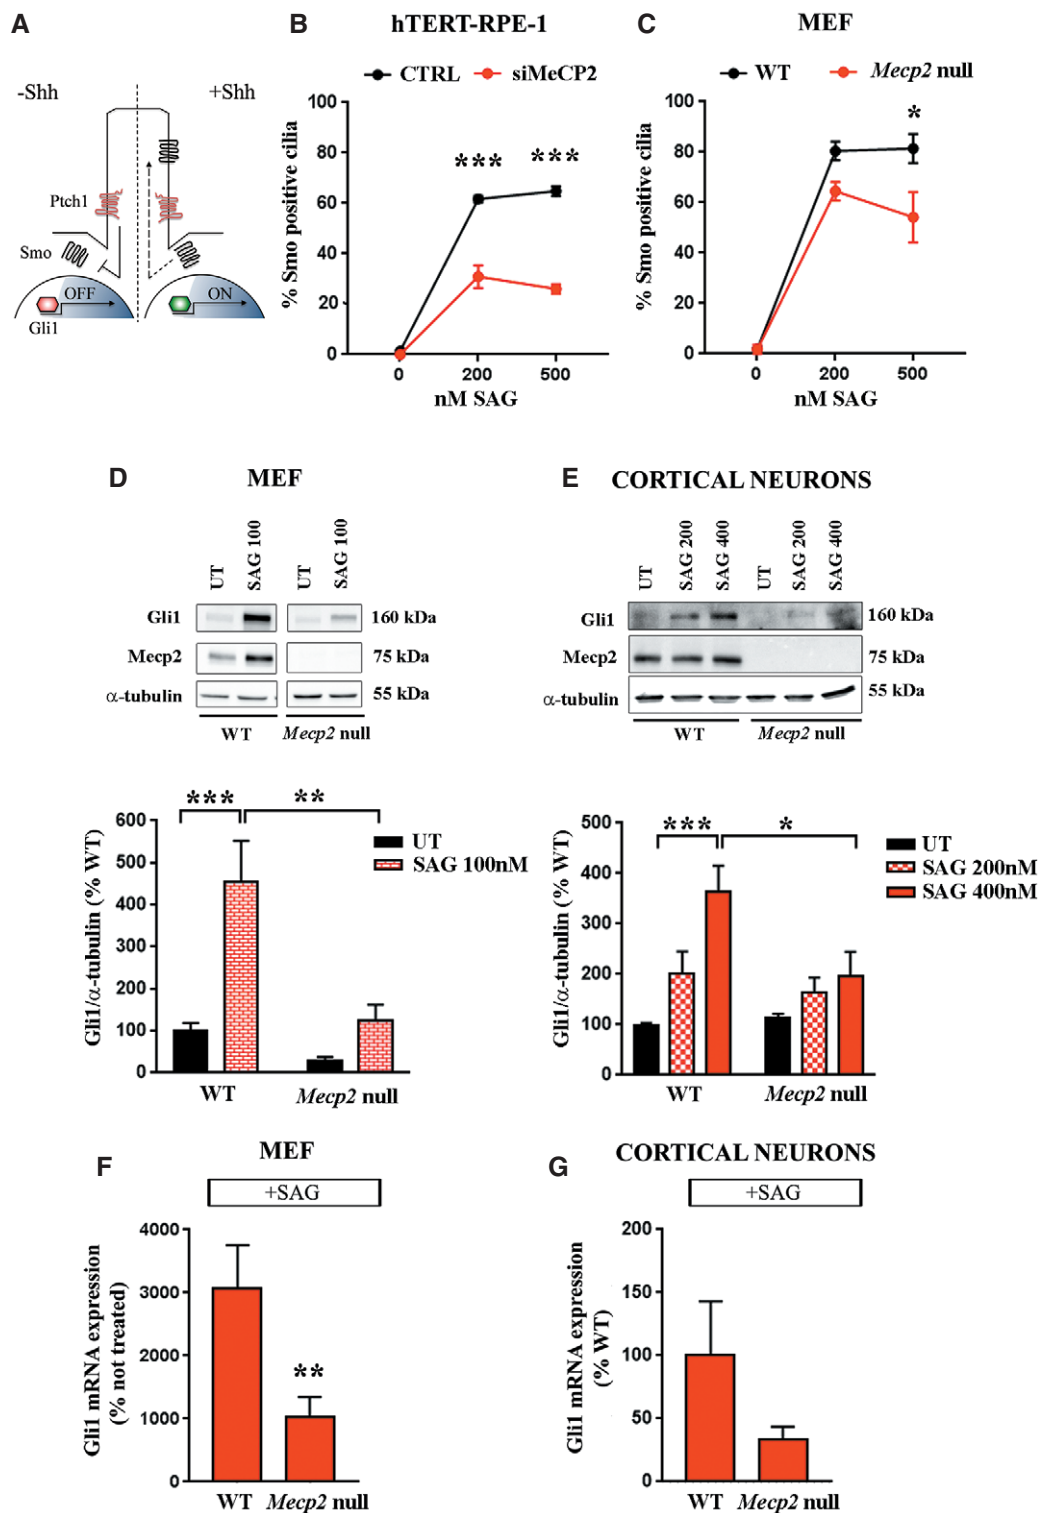 A
-Shh
+Shh
Ptch1
Smo
OFF
ON
Gli1
B
hTERT-RPE-1
CTRL
siMeCP2
% Smo positive cilia
100
80
60
40
20
0
***
***
0
200
500
nM SAG
C
MEF
WT
Mecp2 null
% Smo positive cilia
100
80
60
40
20
0
*
0
200
500
nM SAG
D
MEF
UT
SAG 100
UT
SAG 100
Gli1
160 kDa
Mecp2
75 kDa
α-tubulin
55 kDa
WT
Mecp2 null
Gli1/α-tubulin (% WT)
600
500
400
300
200
100
0
***
**
UT
SAG 100nM
WT
Mecp2 null
E
CORTICAL NEURONS
UT
SAG 200
SAG 400
UT
SAG 200
SAG 400
Gli1
160 kDa
Mecp2
75 kDa
α-tubulin
55 kDa
WT
Mecp2 null
Gli1/α-tubulin (% WT)
500
400
300
200
100
0
***
*
UT
SAG 200nM
SAG 400nM
WT
Mecp2 null
F
MEF
+SAG
Gli1 mRNA expression
(% not treated)
4000
3000
2000
1000
0
**
WT
Mecp2 null
G
CORTICAL NEURONS
+SAG
Gli1 mRNA expression
(% WT)
200
150
100
50
0
WT
Mecp2 null